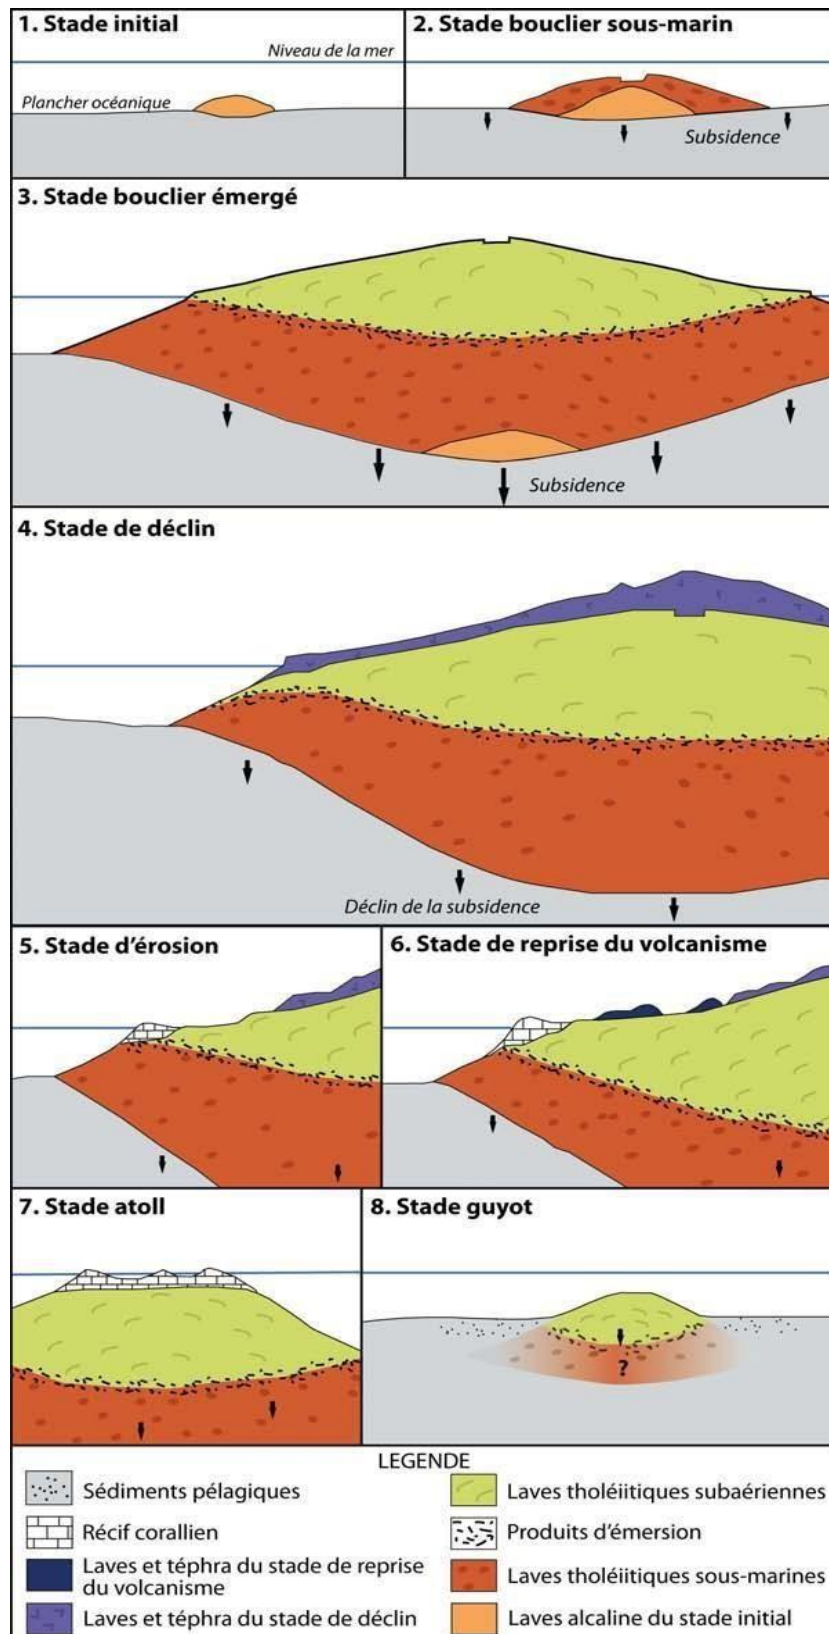 1. Stade initial
Niveau de la mer
Plancher océanique
2. Stade bouclier sous-marin
Subsidence
3. Stade bouclier émergé
Subsidence
4. Stade de déclin
Déclin de la subsidence
5. Stade d'érosion
6. Stade de reprise du volcanisme
7. Stade atoll
8. Stade guyot
?
LEGENDE
Sédiments pélagiques
Récif corallien
Laves et téphra du stade de reprise
du volcanisme
Laves et téphra du stade de déclin
Laves tholéiitiques subaériennes
Produits d'émersion
Laves tholéiitiques sous-marines
Laves alcaline du stade initial